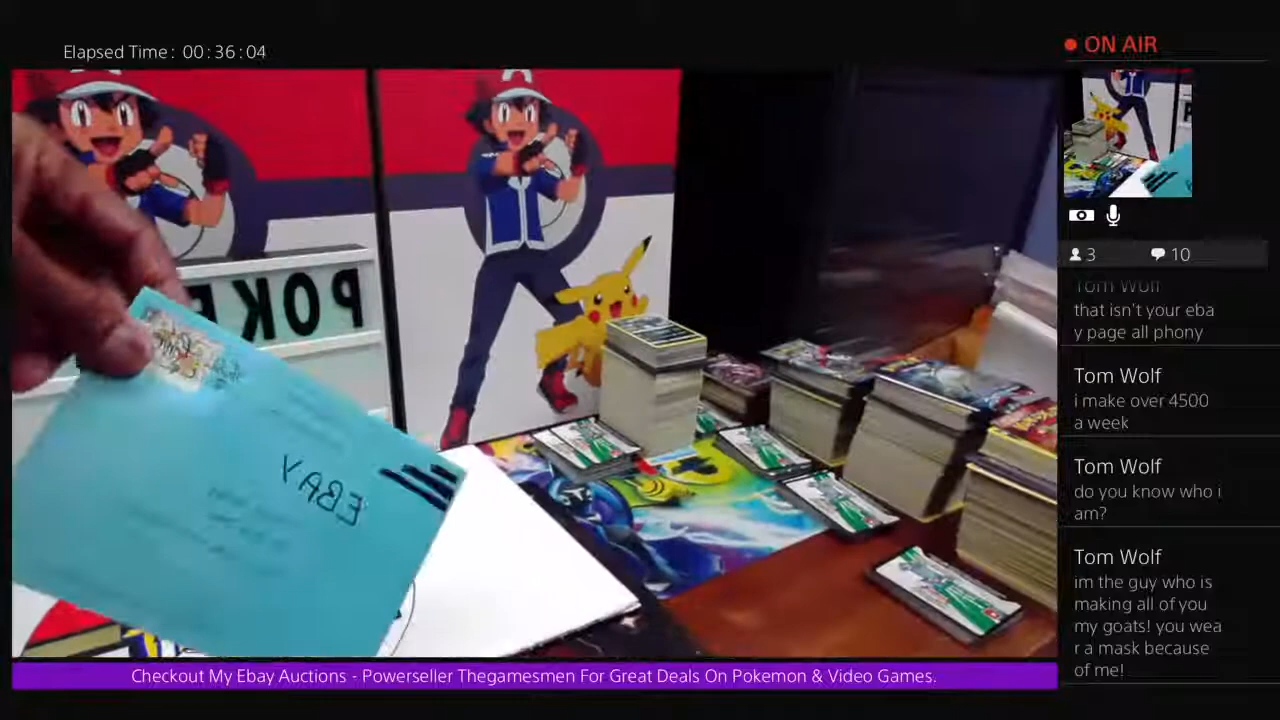 Elapsed Time: 00:36:04
ON AIR
3
10
Tom Wolf
that isn't your eba
y page all phony
Tom Wolf
i make over 4500
a week
Tom Wolf
do you know who i
am?
Tom Wolf
im the guy who is
making all of you
my goats! you wea
r a mask because
of me!
POKE
EBAY
Checkout My Ebay Auctions - Powerseller Thegamesmen For Great Deals On Pokemon & Video Games.